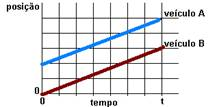 posição
veículo A
veículo B
0
0
tempo
t